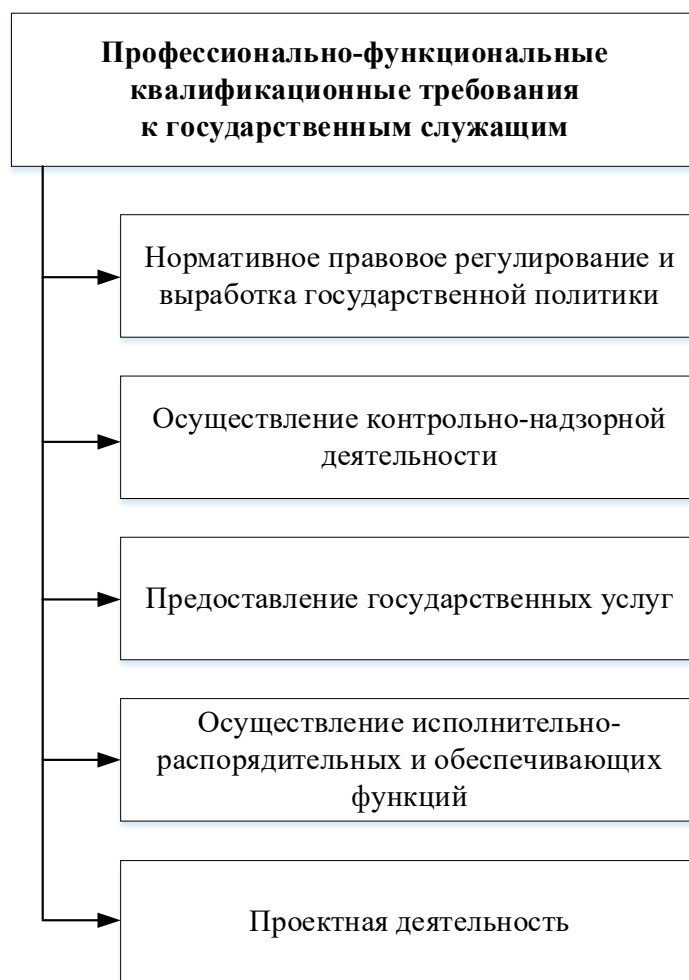 Профессионально-функциональные
квалификационные требования
к государственным служащим
Нормативное правовое регулирование и
выработка государственной политики
Осуществление контрольно-надзорной
деятельности
Предоставление государственных услуг
Осуществление исполнительно-
распорядительных и обеспечивающих
функций
Проектная деятельность